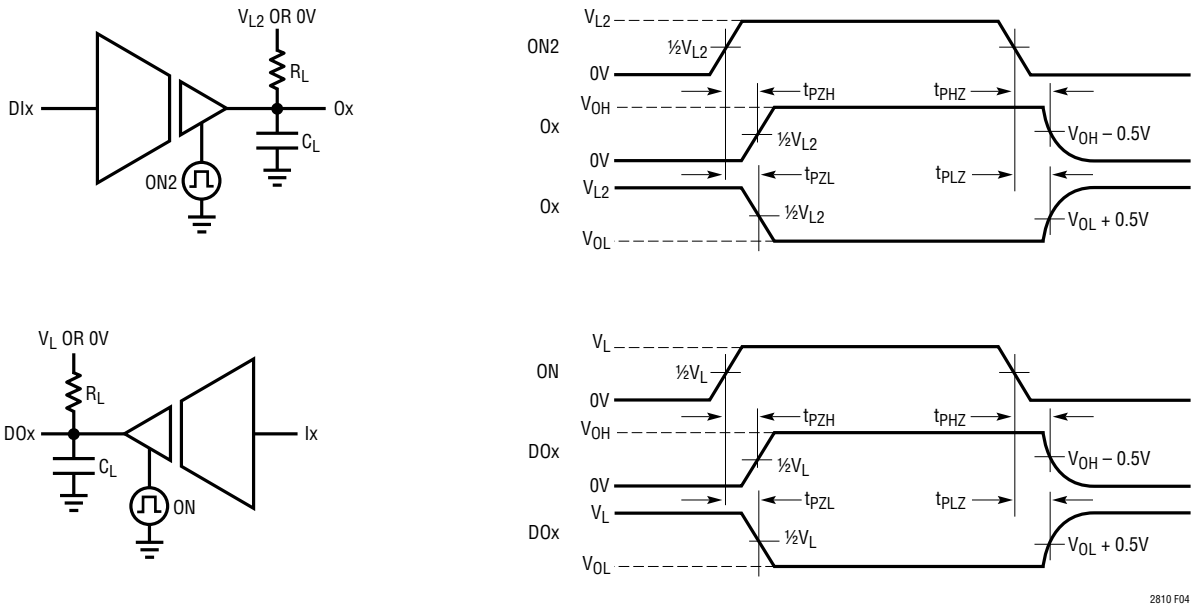 VL2 OR 0V
RL
DIx
Ox
CL
ON2
VL2
ON2
½VL2
0V
tPZH
tPHZ
VOH
Ox
½VL2
VOH – 0.5V
0V
tPZL
tPLZ
VL2
Ox
½VL2
VOL + 0.5V
VOL
VL OR 0V
RL
DOx
Ix
CL
ON
VL
ON
½VL
0V
tPZH
tPHZ
VOH
DOx
½VL
VOH – 0.5V
0V
tPZL
tPLZ
VL
DOx
½VL
VOL + 0.5V
VOL
2810 F04